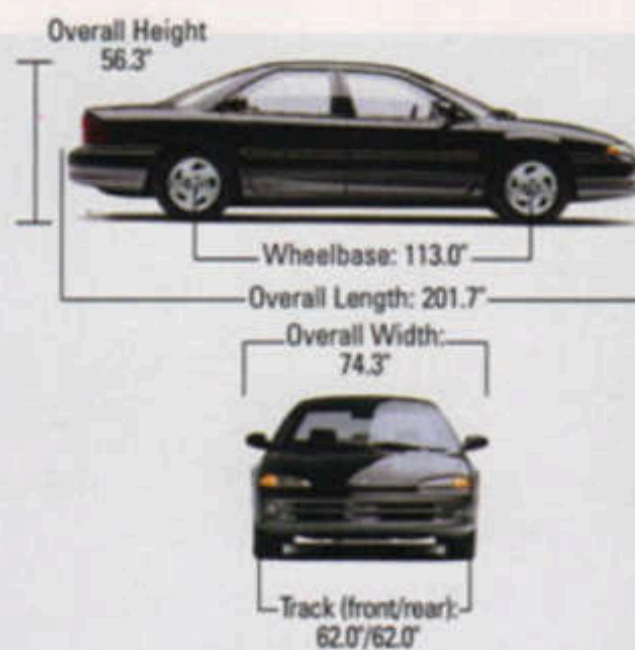 Overall Height
56.3"
Wheelbase: 113.0"
Overall Length: 201.7"
Overall Width:
74.3"
Track (front/rear):
62.0"/62.0"